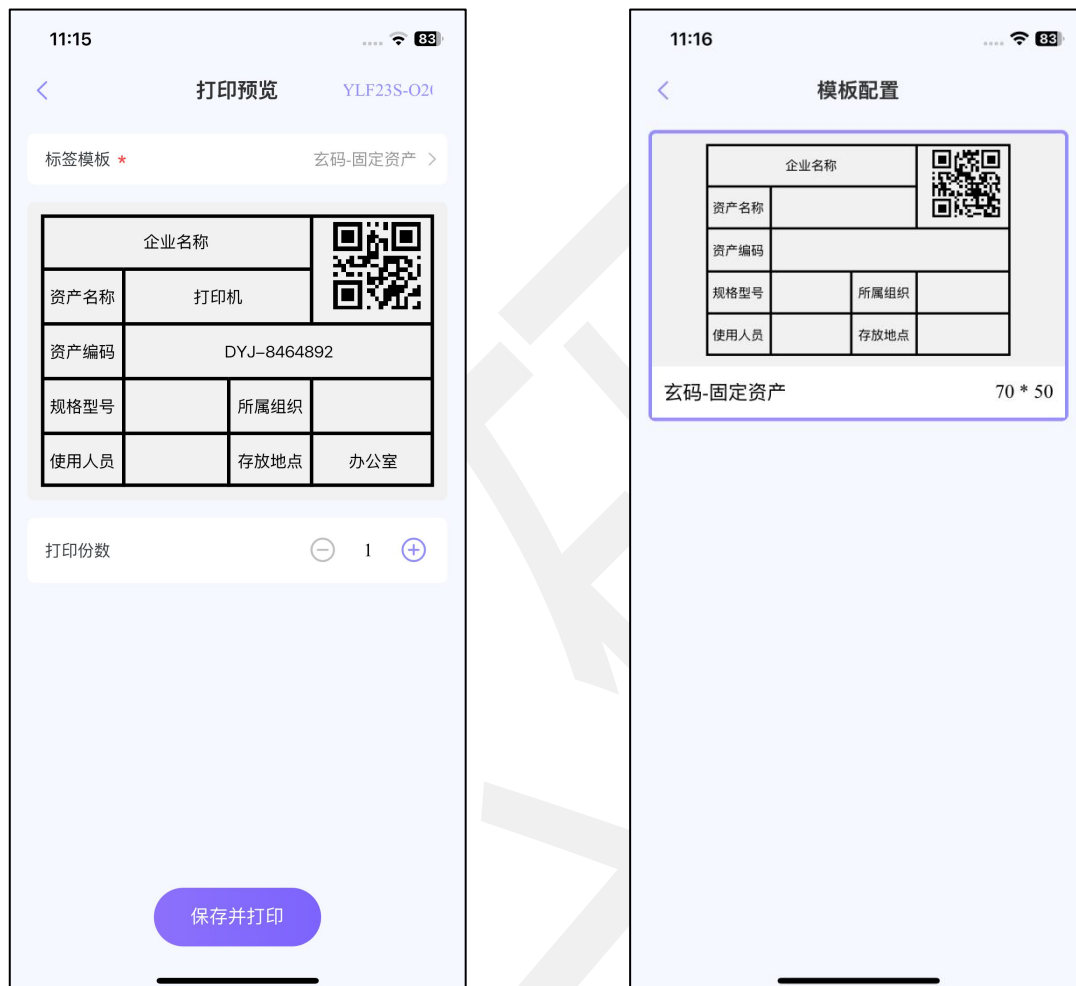 11:15
83
打印预览
YLF23S-O2
标签模板 *
玄码-固定资产
企业名称
资产名称
打印机
资产编码
DYJ-8464892
规格型号
所属组织
使用人员
存放地点
办公室
打印份数
1
保存并打印
11:16
83
模板配置
企业名称
资产名称
资产编码
规格型号
所属组织
使用人员
存放地点
玄码-固定资产
70 * 50